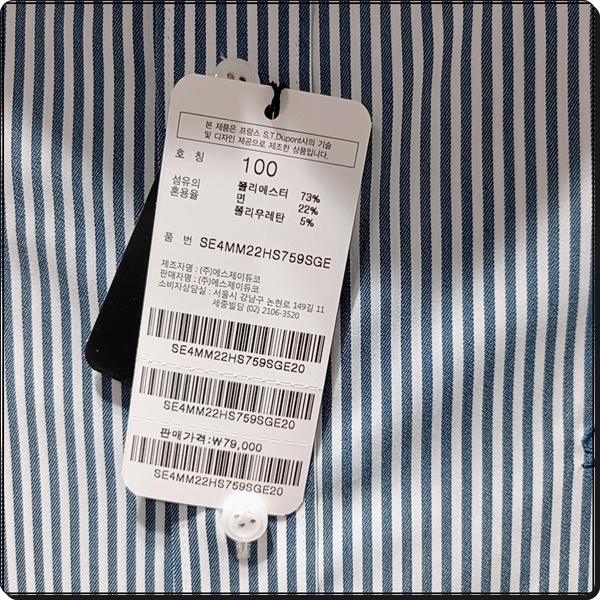 본 제품은 프랑스 S.T.Dupont사의 기술
및 디자인 제공으로 제조한 상품입니다.
호 칭 100
섬유의 혼용율
폴리에스터 73%
면 22%
폴리우레탄 5%
품 번 SE4MM22HS759SGE
제조자명 : (주)에스제이듀코
판매자명 : (주)에스제이듀코
소비자상담실 : 서울시 강남구 논현로 149길 11
세중빌딩 (02) 2106-3520
SE4MM22HS759SGE20
SE4MM22HS759SGE20
판매가격:₩79,000
SE4MM22HS759SGE20